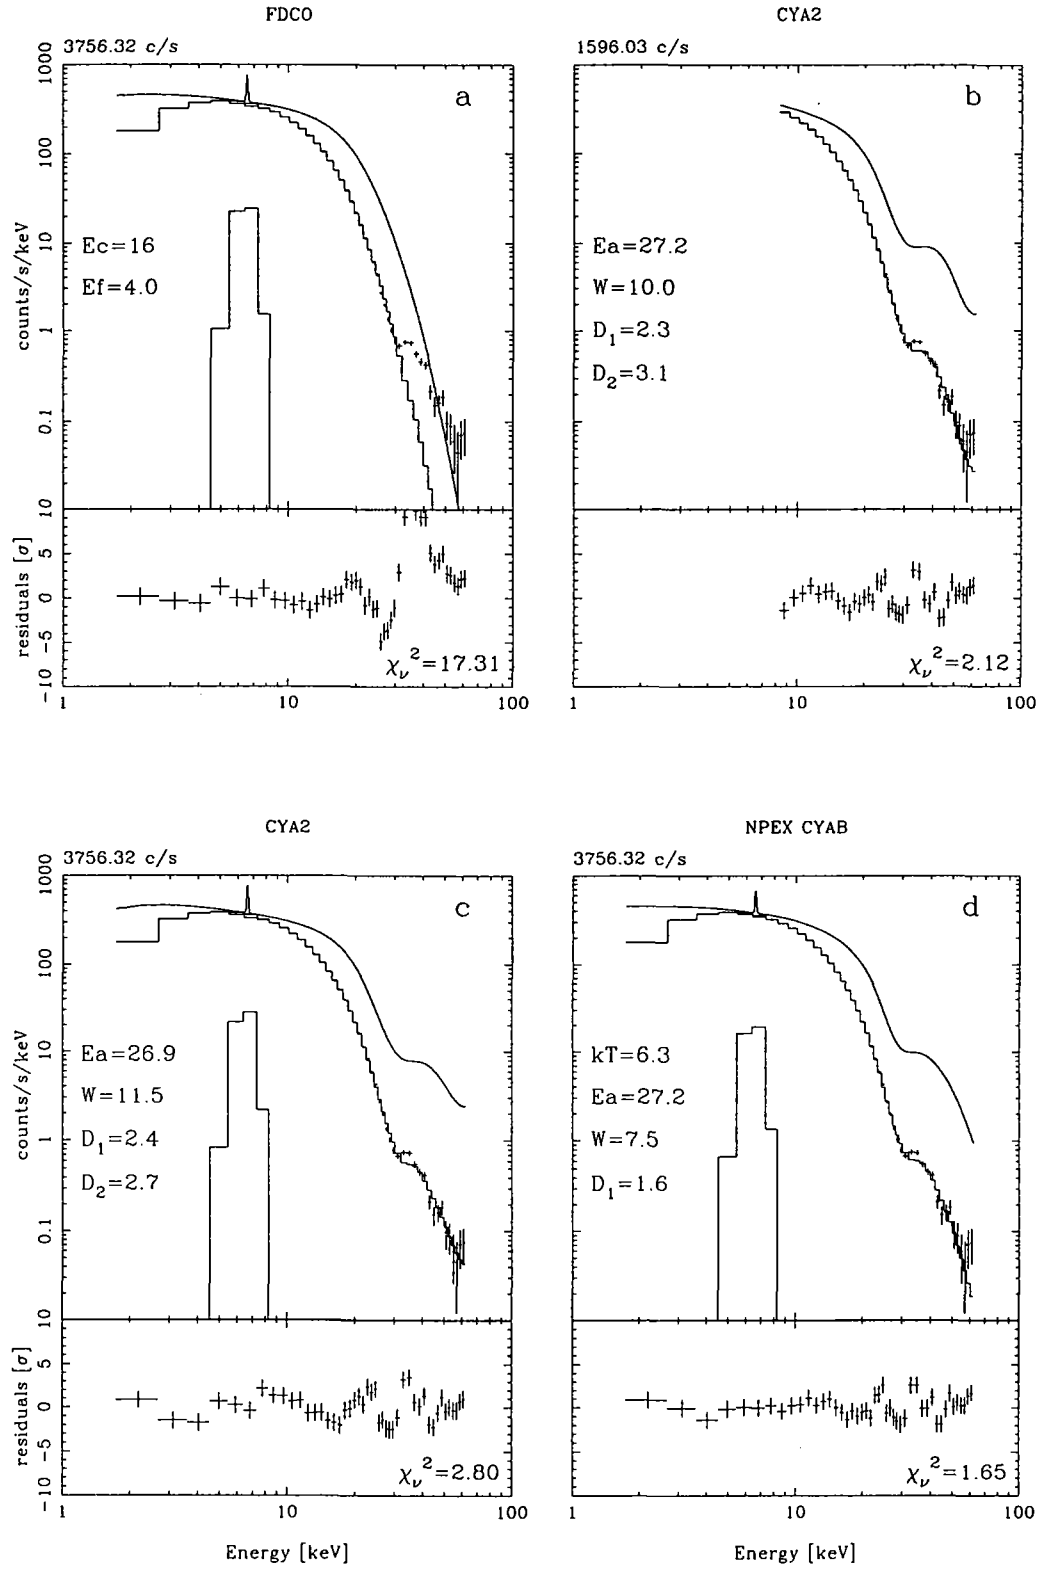 FDCO
3756.32 c/s
a
1000
100
10
1
0.1
counts/s/keV
Ec=16
Ef=4.0
10
5
0
−5
−10
residuals [σ]
χν²=17.31
1
10
100
CYA2
1596.03 c/s
b
Ea=27.2
W=10.0
D₁=2.3
D₂=3.1
χν²=2.12
1
10
100
CYA2
3756.32 c/s
c
1000
100
10
1
0.1
counts/s/keV
Ea=26.9
W=11.5
D₁=2.4
D₂=2.7
10
5
0
−5
−10
residuals [σ]
χν²=2.80
1
10
100
Energy [keV]
NPEX CYAB
3756.32 c/s
d
kT=6.3
Ea=27.2
W=7.5
D₁=1.6
χν²=1.65
1
10
100
Energy [keV]